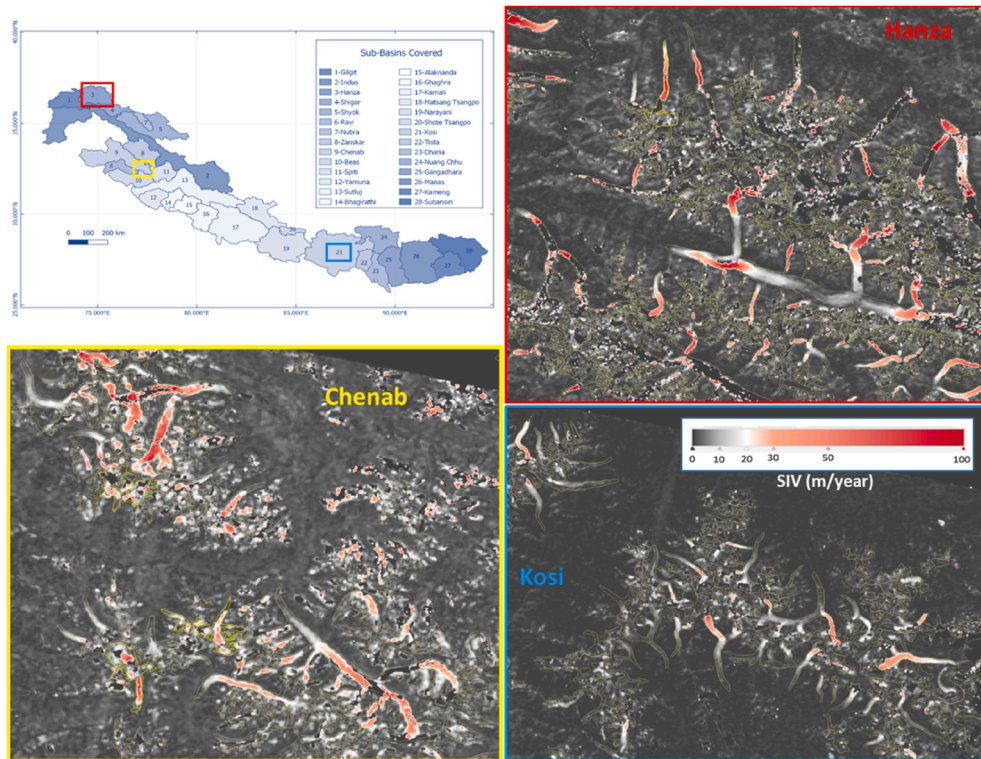 40.000°N
35.000°N
30.000°N
25.000°N
75.000°E
80.000°E
85.000°E
90.000°E
0 100 200 km
Sub-Basins Covered
1-Gilgit
2-Indus
3-Hanza
4-Shigar
5-Shyok
6-Ravi
7-Nubra
8-Zanskar
9-Chenab
10-Beas
11-Spiti
12-Yamuna
13-Sutluj
14-Bhagirathi
15-Alaknanda
16-Ghaghra
17-Karnali
18-Matsang Tsangpo
19-Narayani
20-Shote Tsangpo
21-Kosi
22-Tista
23-Dharla
24-Nuang Chhu
25-Gangadhara
26-Manas
27-Kameng
28-Subansiri
Hanza
Chenab
Kosi
0 10 20 30 50 100
SIV (m/year)